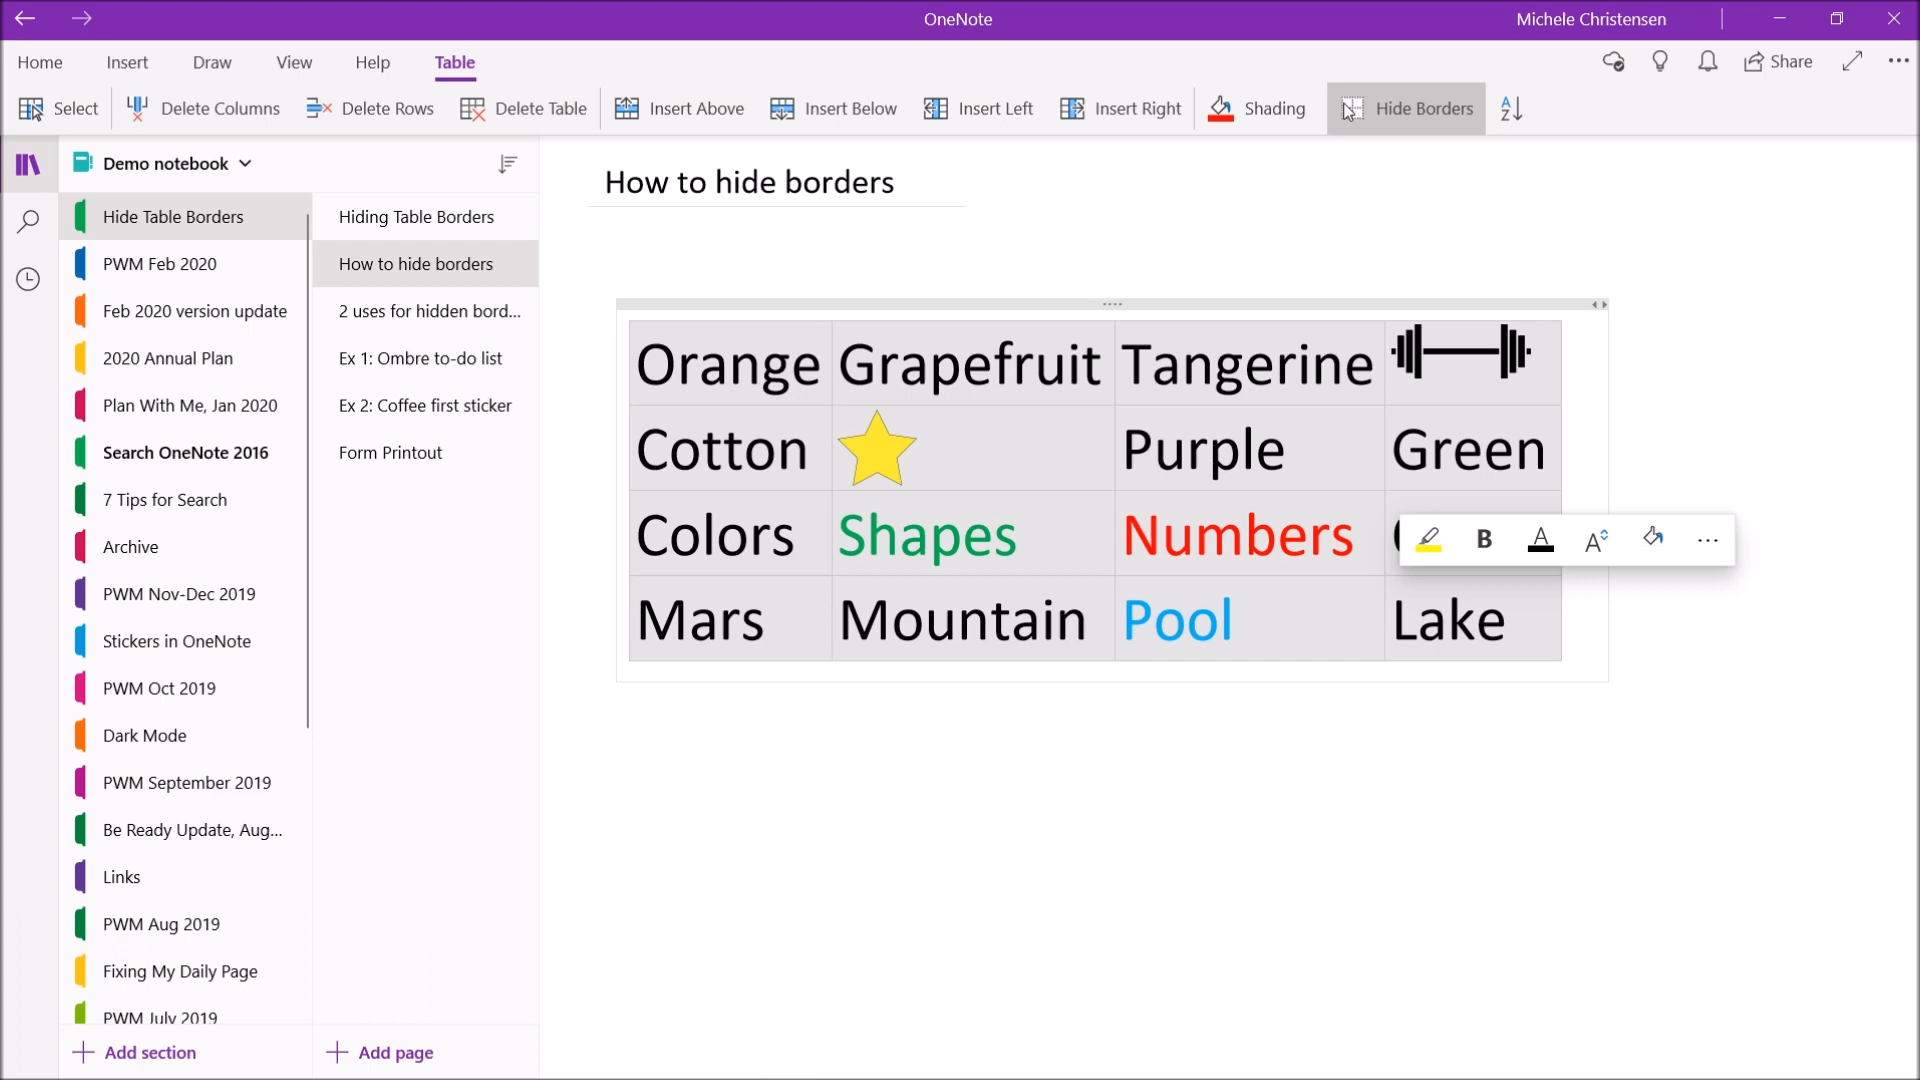 OneNote
Michele Christensen
Home Insert Draw View Help Table
Share
Select Delete Columns Delete Rows Delete Table Insert Above Insert Below Insert Left Insert Right Shading Hide Borders
Demo notebook
Hide Table Borders
PWM Feb 2020
Feb 2020 version update
2020 Annual Plan
Plan With Me, Jan 2020
Search OneNote 2016
7 Tips for Search
Archive
PWM Nov-Dec 2019
Stickers in OneNote
PWM Oct 2019
Dark Mode
PWM September 2019
Be Ready Update, Aug...
Links
PWM Aug 2019
Fixing My Daily Page
PWM July 2019
Add section
Hiding Table Borders
How to hide borders
2 uses for hidden bord...
Ex 1: Ombre to-do list
Ex 2: Coffee first sticker
Form Printout
Add page
How to hide borders
Orange Grapefruit Tangerine
Cotton Purple Green
Colors Shapes Numbers
B A A
Mars Mountain Pool Lake